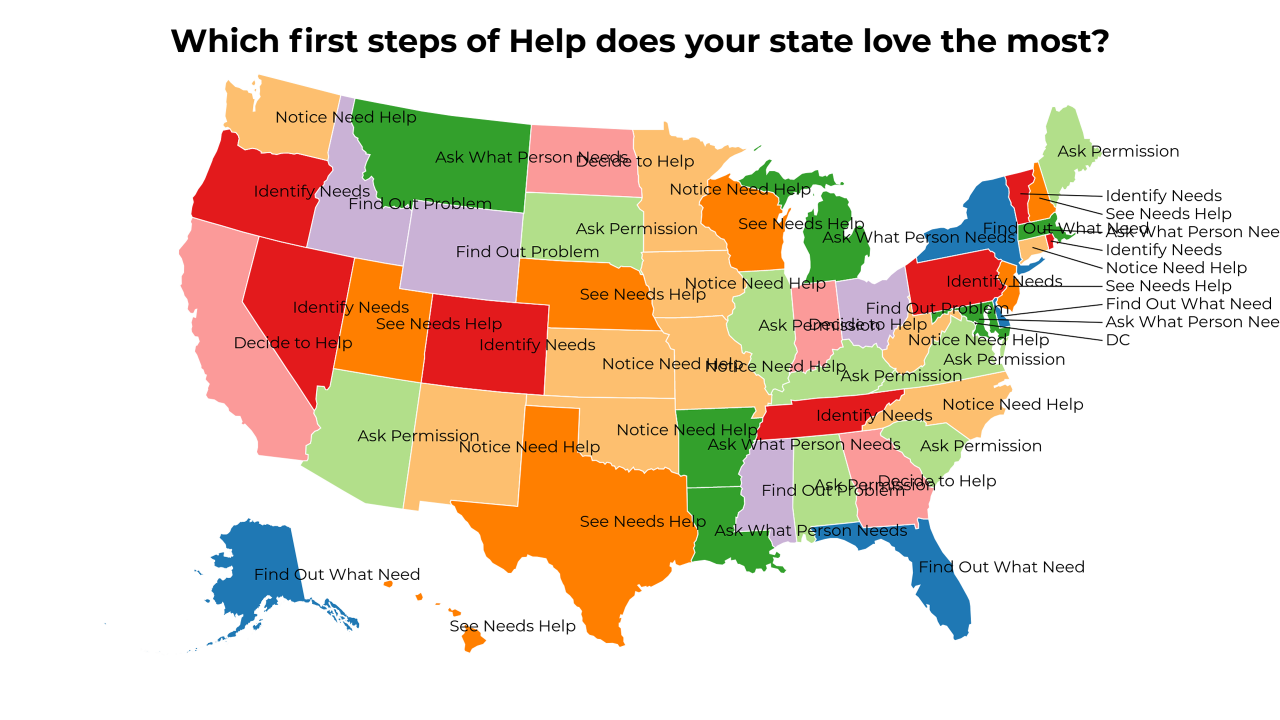 Which first steps of Help does your state love the most?
Notice Need Help
Ask Permission
Ask What Person Needs
Decide to Help
Notice Need Help
Identify Needs
Identify Needs
Find Out Problem
See Needs Help
See Needs Help
Find Out What Need
Ask What Person Nee
Ask Permission
Ask What Person Needs
Identify Needs
Find Out Problem
Notice Need Help
Identify Needs
Notice Need Help
See Needs Help
See Needs Help
Find Out Problem
Find Out What Need
Identify Needs
Ask What Person Nee
See Needs Help
Ask Permission
Decide to Help
DC
Decide to Help
Identify Needs
Notice Need Help
Ask Permission
Notice Need Help
Notice Need Help
Ask Permission
Notice Need Help
Identify Needs
Notice Need Help
Ask Permission
Ask What Person Needs
Ask Permission
Notice Need Help
Decide to Help
Ask Permission
Find Out Problem
See Needs Help
Ask What Person Needs
Find Out What Need
Find Out What Need
See Needs Help